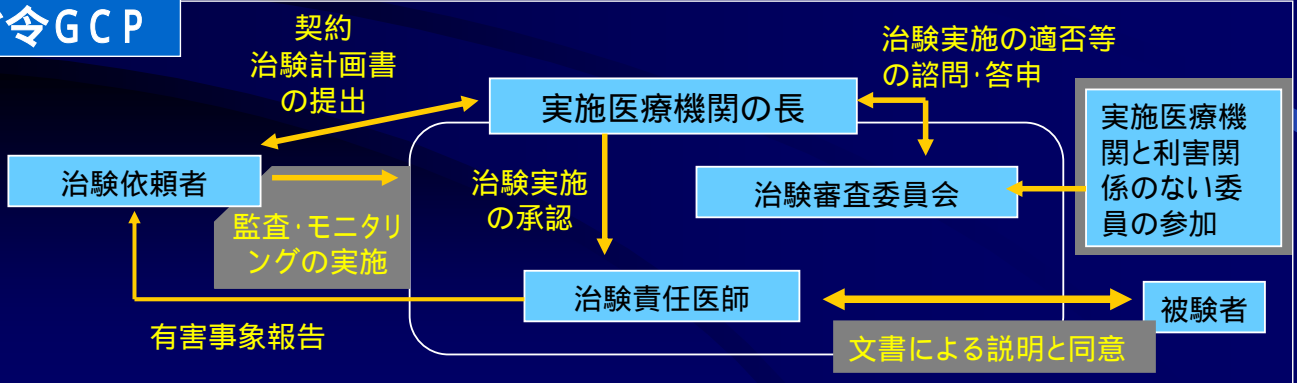 令GCP
契約
治験計画書
の提出
治験実施の適否等
の諮問･答申
実施医療機関の長
実施医療機
関と利害関
係のない委
員の参加
治験依頼者
治験実施
の承認
治験審査委員会
監査･モニタリ
ングの実施
治験責任医師
被験者
有害事象報告
文書による説明と同意